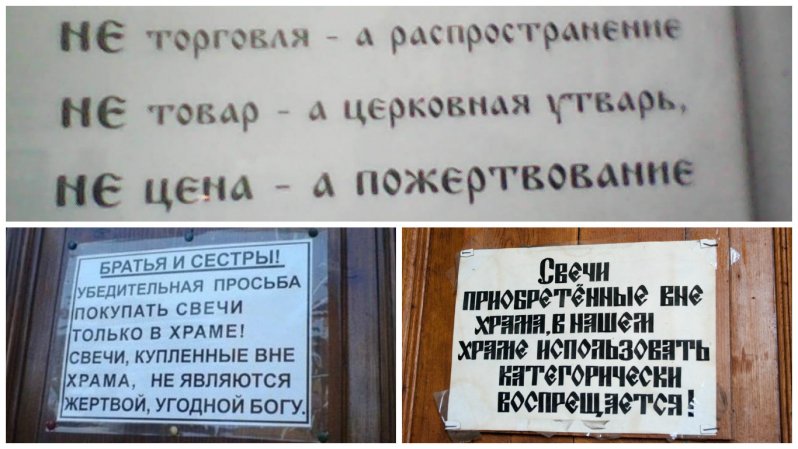 НЕ торговля - а распространение
НЕ товар - а церковная утварь,
НЕ цена - а пожертвование
БРАТЬЯ И СЕСТРЫ!
УБЕДИТЕЛЬНАЯ ПРОСЬБА
ПОКУПАТЬ СВЕЧИ
ТОЛЬКО В ХРАМЕ!
СВЕЧИ, КУПЛЕННЫЕ ВНЕ
ХРАМА, НЕ ЯВЛЯЮТСЯ
ЖЕРТВОЙ, УГОДНОЙ БОГУ.
Свечи
ПРИОБРЕТЁННЫЕ ВНЕ
ХРАМА, В НАШЕМ
ХРАМЕ ИСПОЛЬЗОВАТЬ
КАТЕГОРИЧЕСКИ
ВОСПРЕЩАЕТСЯ!